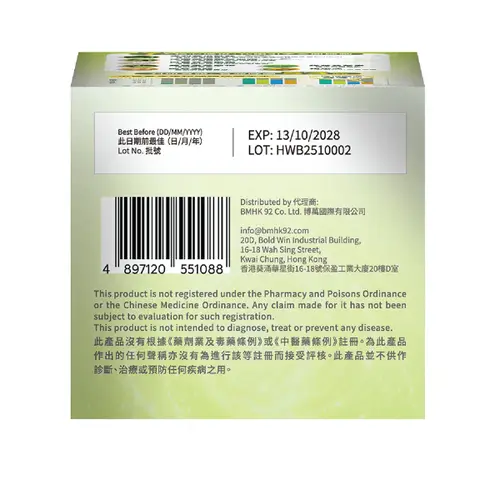 Best Before (DD/MM/YYYY)
此日期前最佳（日/月/年）
Lot No. 批號
EXP: 13/10/2028
LOT: HWB2510002
Distributed by 代理商:
BMHK 92 Co. Ltd. 博萬國際有限公司
info@bmhk92.com
20D, Bold Win Industrial Building,
16-18 Wah Sing Street,
Kwai Chung, Hong Kong
香港葵涌華星街16-18號保盈工業大廈20樓D室
4 897120 551088
This product is not registered under the Pharmacy and Poisons Ordinance
or the Chinese Medicine Ordinance. Any claim made for it has not been
subject to evaluation for such registration.
This product is not intended to diagnose, treat or prevent any disease.
此產品沒有根據《藥劑業及毒藥條例》或《中醫藥條例》註冊。為此產品
作出的任何聲稱亦沒有為進行該等註冊而接受評核。此產品並不供作
診斷、治療或預防任何疾病之用。